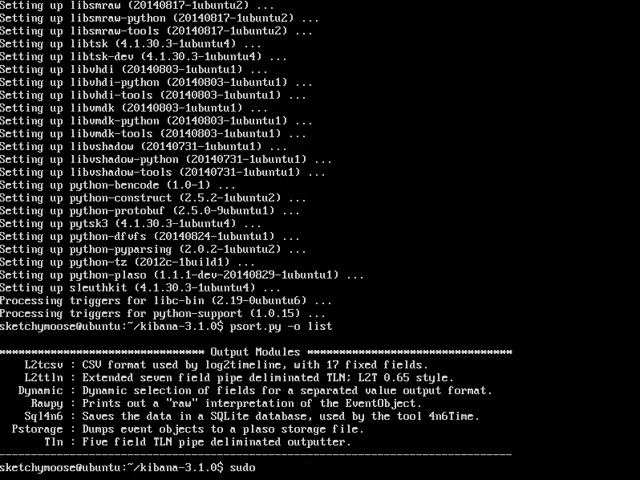 Setting up libsmraw (20140817-1ubuntu2) ...
Setting up libsmraw-python (20140817-1ubuntu2) ...
Setting up libsmraw-tools (20140817-1ubuntu2) ...
Setting up libtsk (4.1.30.3-1ubuntu4) ...
Setting up libtsk-dev (4.1.30.3-1ubuntu4) ...
Setting up libvhdi (20140803-1ubuntu1) ...
Setting up libvhdi-python (20140803-1ubuntu1) ...
Setting up libvhdi-tools (20140803-1ubuntu1) ...
Setting up libvmdk (20140803-1ubuntu1) ...
Setting up libvmdk-python (20140803-1ubuntu1) ...
Setting up libvmdk-tools (20140803-1ubuntu1) ...
Setting up libvshadow (20140731-1ubuntu1) ...
Setting up libvshadow-python (20140731-1ubuntu1) ...
Setting up libvshadow-tools (20140731-1ubuntu1) ...
Setting up python-bencode (1.0-1) ...
Setting up python-construct (2.5.2-1ubuntu2) ...
Setting up python-protobuf (2.5.0-9ubuntu1) ...
Setting up pytsk3 (4.1.30.3-1ubuntu4) ...
Setting up python-dfvfs (20140824-1ubuntu1) ...
Setting up python-pyparsing (2.0.2-1ubuntu2) ...
Setting up python-tz (2012c-1build1) ...
Setting up python-plaso (1.1.1-dev-20140829-1ubuntu1) ...
Setting up sleuthkit (4.1.30.3-1ubuntu4) ...
Processing triggers for libc-bin (2.19-0ubuntu6) ...
Processing triggers for python-support (1.0.15) ...
sketchymoose@ubuntu:~/kibana-3.1.0$ psort.py -o list
******************************** Output Modules ********************************
L2tcsv : CSV format used by log2timeline, with 17 fixed fields.
L2ttln : Extended seven field pipe deliminated TLN; L2T 0.65 style.
Dynamic : Dynamic selection of fields for a separated value output format.
Rawpy : Prints out a "raw" interpretation of the EventObject.
Sql4n6 : Saves the data in a SQLite database, used by the tool 4n6Time.
Pstorage : Dumps event objects to a plaso storage file.
Tln : Five field TLN pipe deliminated outputter.
--------------------------------------------------------------------------------
sketchymoose@ubuntu:~/kibana-3.1.0$ sudo